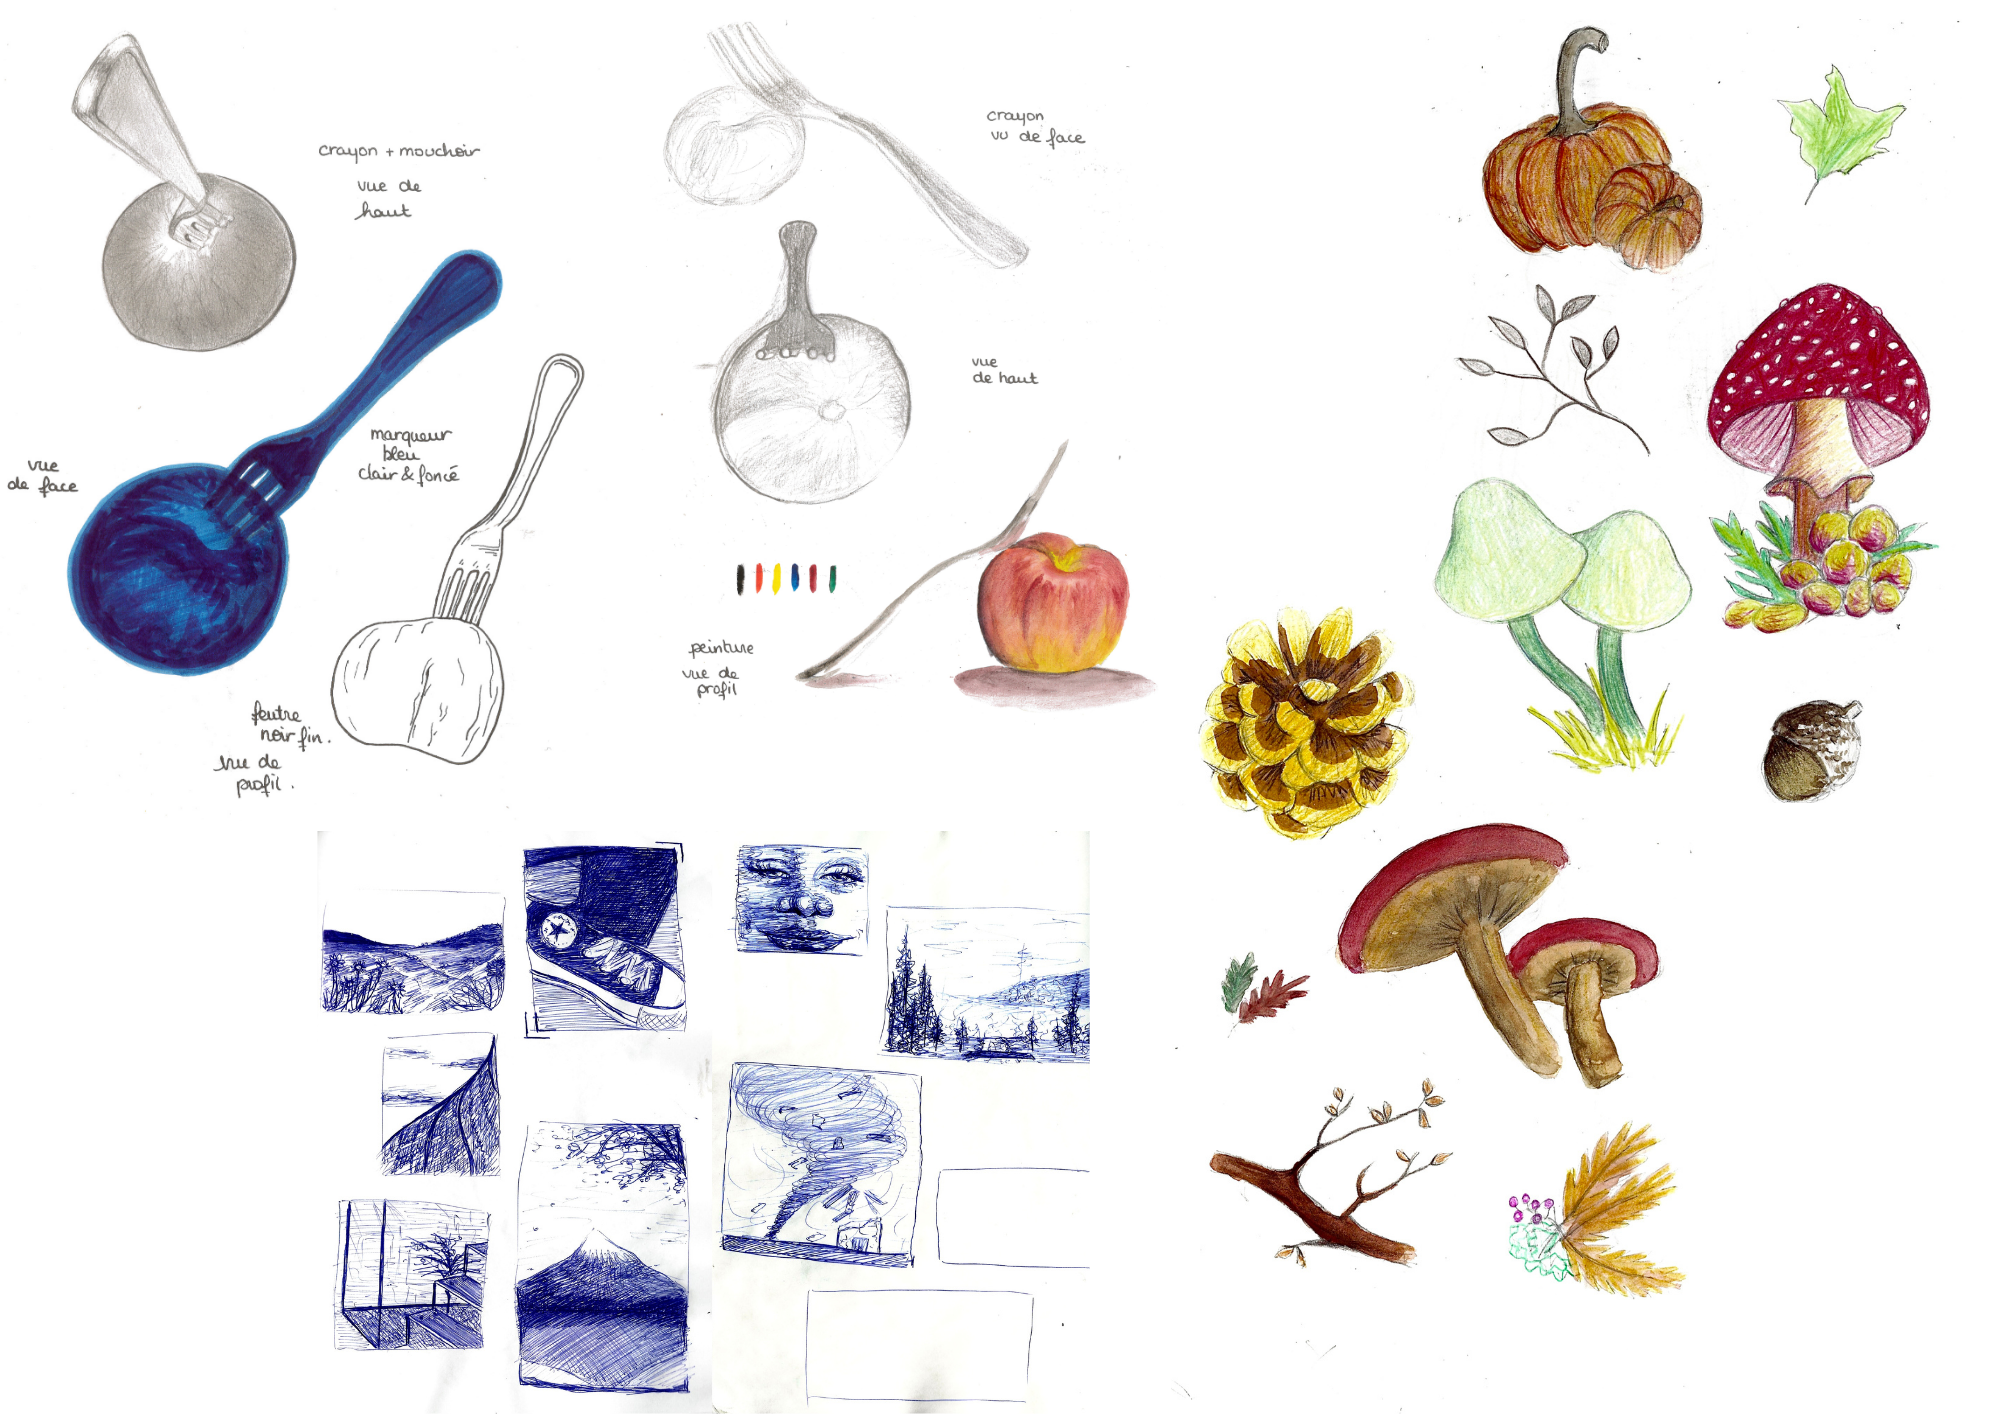 crayon + mouchoir
vue de
haut
crayon
vu de face
vue
de haut
vue
de face
marqueur
bleu
clair & foncé
peinture
vue de
profil
feutre
noir fin.
vue de
profil.